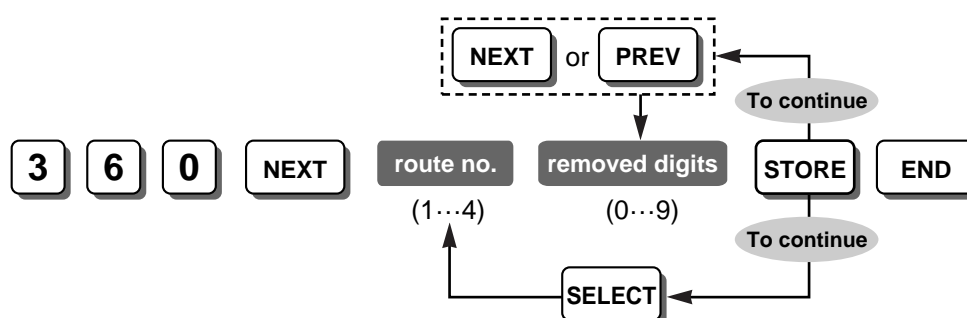 NEXT or PREV
To continue
3 6 0 NEXT route no. removed digits STORE END
(1···4) (0···9)
To continue
SELECT